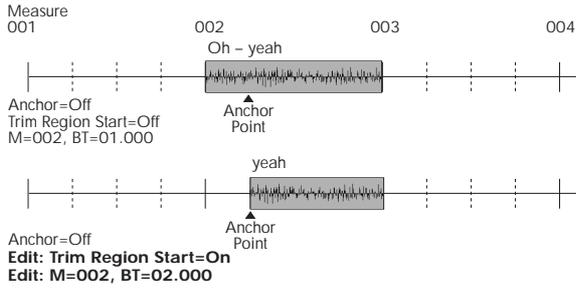 Measure
001 002 003 004
Oh – yeah
Anchor
Point
Anchor=Off
Trim Region Start=Off
M=002, BT=01.000
yeah
Anchor
Point
Anchor=Off
Edit: Trim Region Start=On
Edit: M=002, BT=02.000